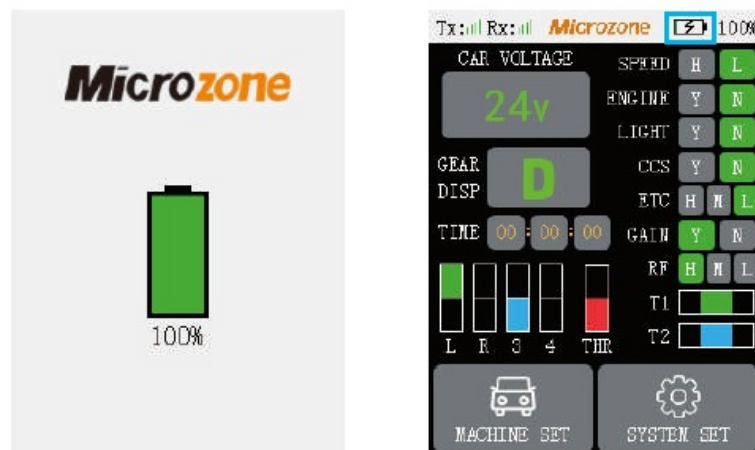 Microzone
100%
Tx: Rx: Microzone 100%
CAR VOLTAGE
24v
GEAR
DISP
D
TIME 00 : 00 : 00
L R 3 4 THR
SPEED H L
ENGINE Y N
LIGHT Y N
CCS Y N
ETC H M L
GAIN Y N
RF H M L
T1
T2
MACHINE SET
SYSTEM SET